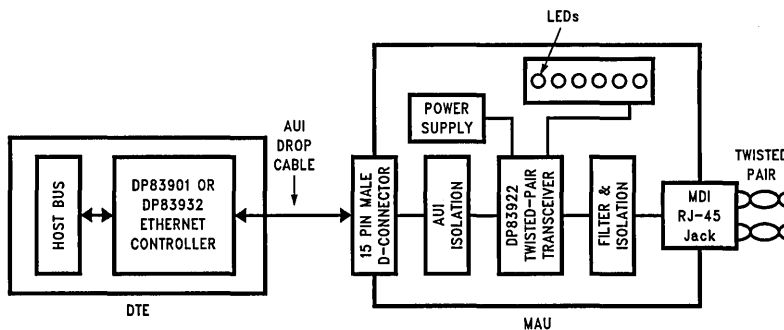 LEDs
POWER
SUPPLY
AUI
DROP
CABLE
HOST BUS
DP83901 OR
DP83932
ETHERNET
CONTROLLER
15 PIN MALE
D-CONNECTOR
AUI
ISOLATION
DP83922
TWISTED-PAIR
TRANSCEIVER
FILTER &
ISOLATION
MDI
RJ-45
Jack
TWISTED
PAIR
DTE
MAU